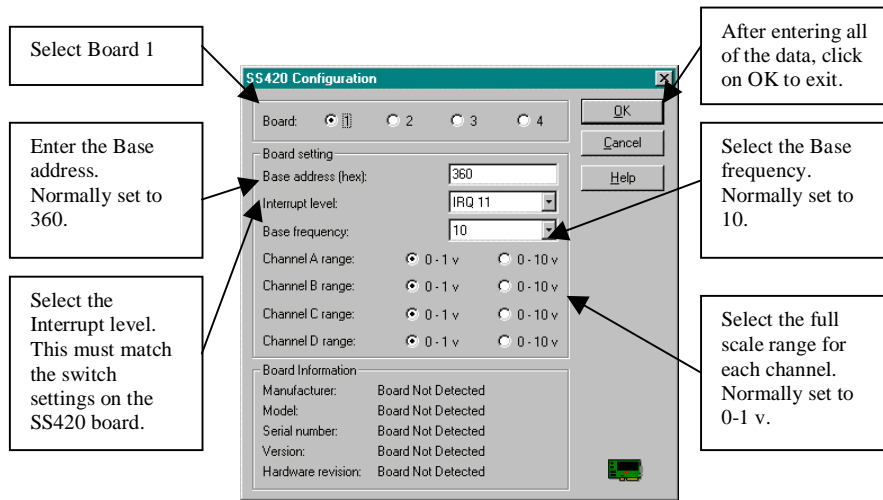 Select Board 1
Enter the Base
address.
Normally set to
360.
Select the
Interrupt level.
This must match
the switch
settings on the
SS420 board.
SS420 Configuration
Board: 1 2 3 4
Board setting
Base address (hex): 360
Interrupt level: IRQ 11
Base frequency: 10
Channel A range: 0 - 1 v 0 - 10 v
Channel B range: 0 - 1 v 0 - 10 v
Channel C range: 0 - 1 v 0 - 10 v
Channel D range: 0 - 1 v 0 - 10 v
Board Information
Manufacturer: Board Not Detected
Model: Board Not Detected
Serial number: Board Not Detected
Version: Board Not Detected
Hardware revision: Board Not Detected
OK
Cancel
Help
After entering all
of the data, click
on OK to exit.
Select the Base
frequency.
Normally set to
10.
Select the full
scale range for
each channel.
Normally set to
0-1 v.